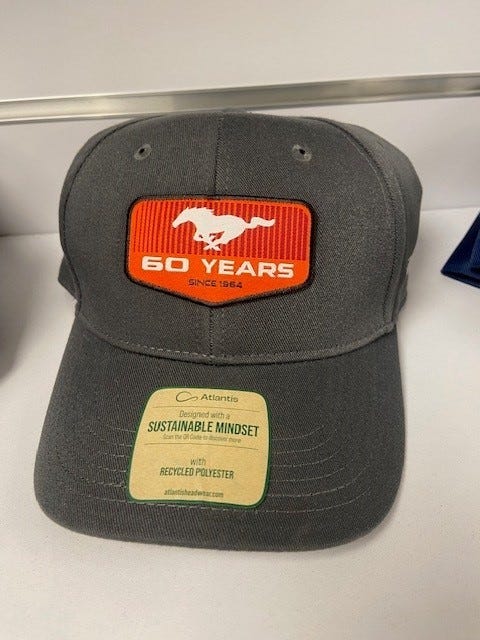 60 YEARS
SINCE 1964
Atlantis
Designed with a
SUSTAINABLE MINDSET
Scan the QR Code to discover more
with
RECYCLED POLYESTER
atlantisheadwear.com